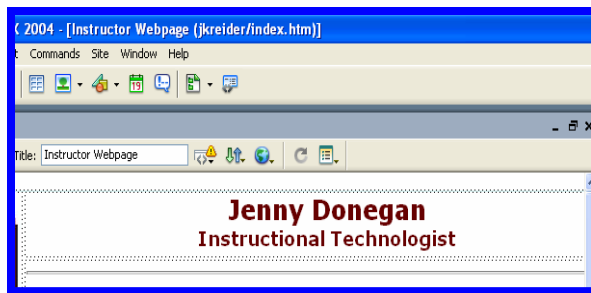 X 2004 - [Instructor Webpage (jkreider/index.htm)]
t Commands Site Window Help
19
Title: Instructor Webpage
Jenny Donegan
Instructional Technologist